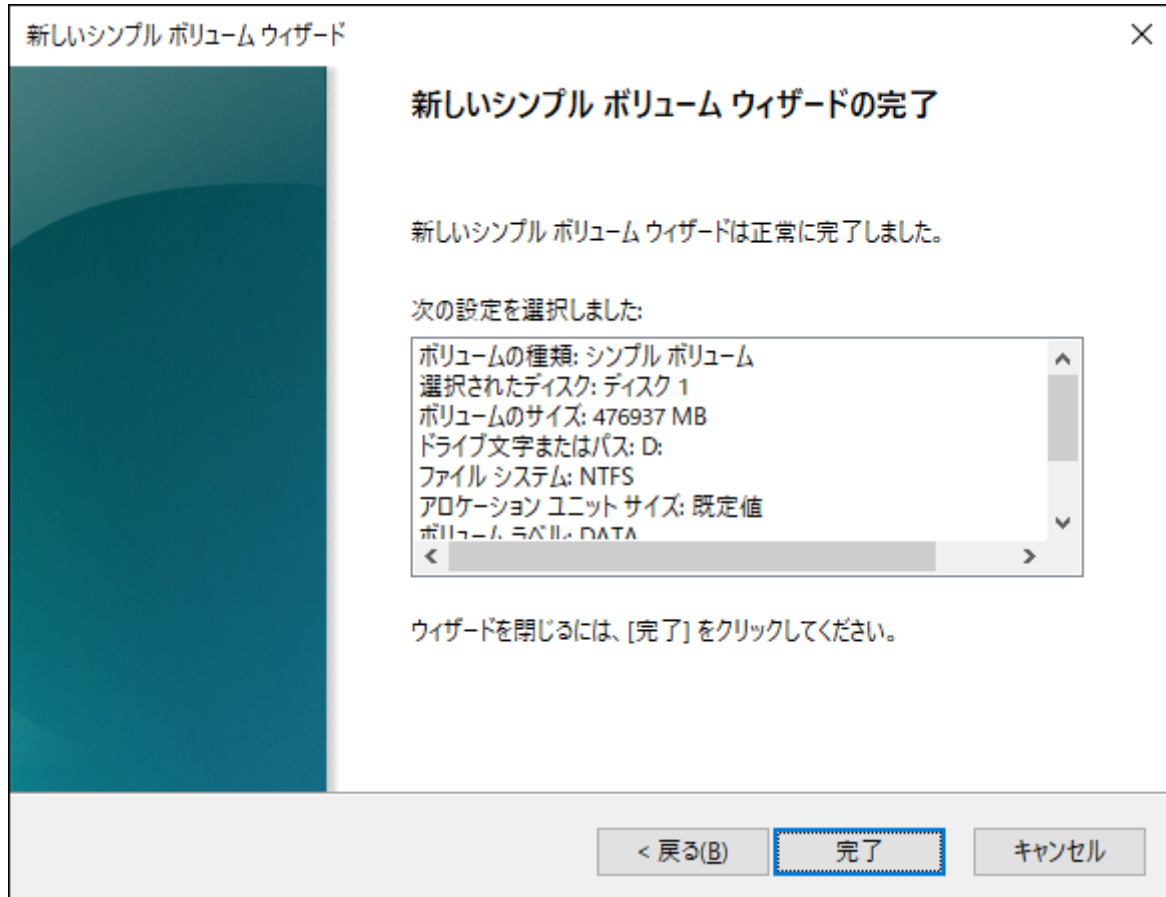 新しいシンプル ボリューム ウィザード
新しいシンプル ボリューム ウィザードの完了
新しいシンプル ボリューム ウィザードは正常に完了しました。
次の設定を選択しました:
ボリュームの種類: シンプル ボリューム
選択されたディスク: ディスク 1
ボリュームのサイズ: 476937 MB
ドライブ文字またはパス: D:
ファイル システム: NTFS
アロケーション ユニット サイズ: 既定値
ボリューム ラベル: DATA
ウィザードを閉じるには、[完了] をクリックしてください。
< 戻る(B)
完了
キャンセル